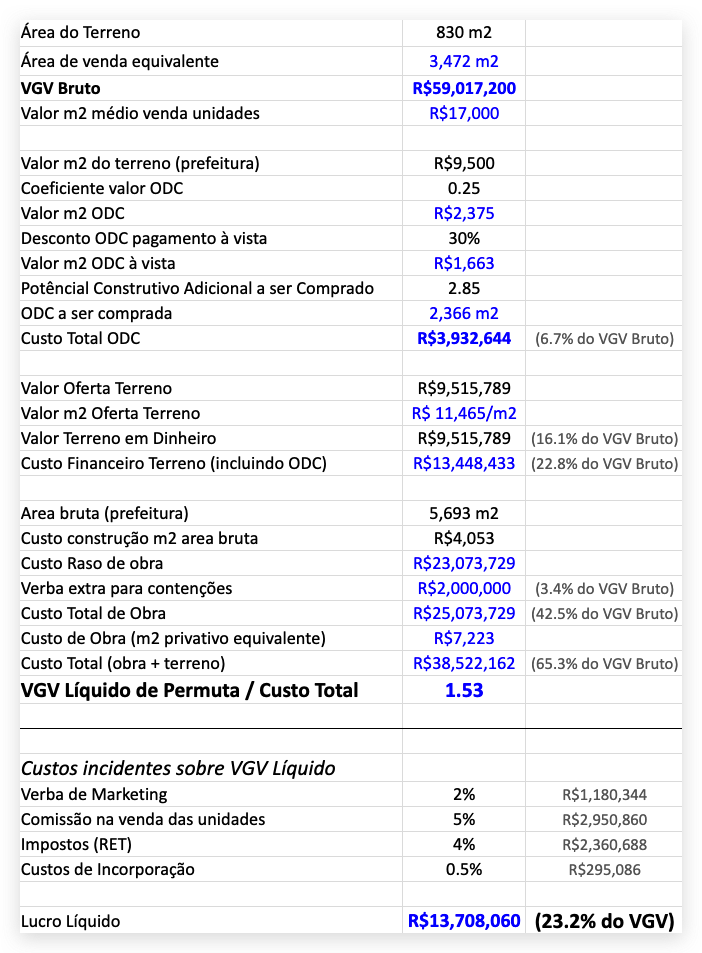 Área do Terreno 830 m2
Área de venda equivalente 3,472 m2
VGV Bruto R$59,017,200
Valor m2 médio venda unidades R$17,000
Valor m2 do terreno (prefeitura) R$9,500
Coeficiente valor ODC 0.25
Valor m2 ODC R$2,375
Desconto ODC pagamento à vista 30%
Valor m2 ODC à vista R$1,663
Potêncial Construtivo Adicional a ser Comprado 2.85
ODC a ser comprada 2,366 m2
Custo Total ODC R$3,932,644 (6.7% do VGV Bruto)
Valor Oferta Terreno R$9,515,789
Valor m2 Oferta Terreno R$ 11,465/m2
Valor Terreno em Dinheiro R$9,515,789 (16.1% do VGV Bruto)
Custo Financeiro Terreno (incluindo ODC) R$13,448,433 (22.8% do VGV Bruto)
Area bruta (prefeitura) 5,693 m2
Custo construção m2 area bruta R$4,053
Custo Raso de obra R$23,073,729
Verba extra para contenções R$2,000,000 (3.4% do VGV Bruto)
Custo Total de Obra R$25,073,729 (42.5% do VGV Bruto)
Custo de Obra (m2 privativo equivalente) R$7,223
Custo Total (obra + terreno) R$38,522,162 (65.3% do VGV Bruto)
VGV Líquido de Permuta / Custo Total 1.53
Custos incidentes sobre VGV Líquido
Verba de Marketing 2% R$1,180,344
Comissão na venda das unidades 5% R$2,950,860
Impostos (RET) 4% R$2,360,688
Custos de Incorporação 0.5% R$295,086
Lucro Líquido R$13,708,060 (23.2% do VGV)